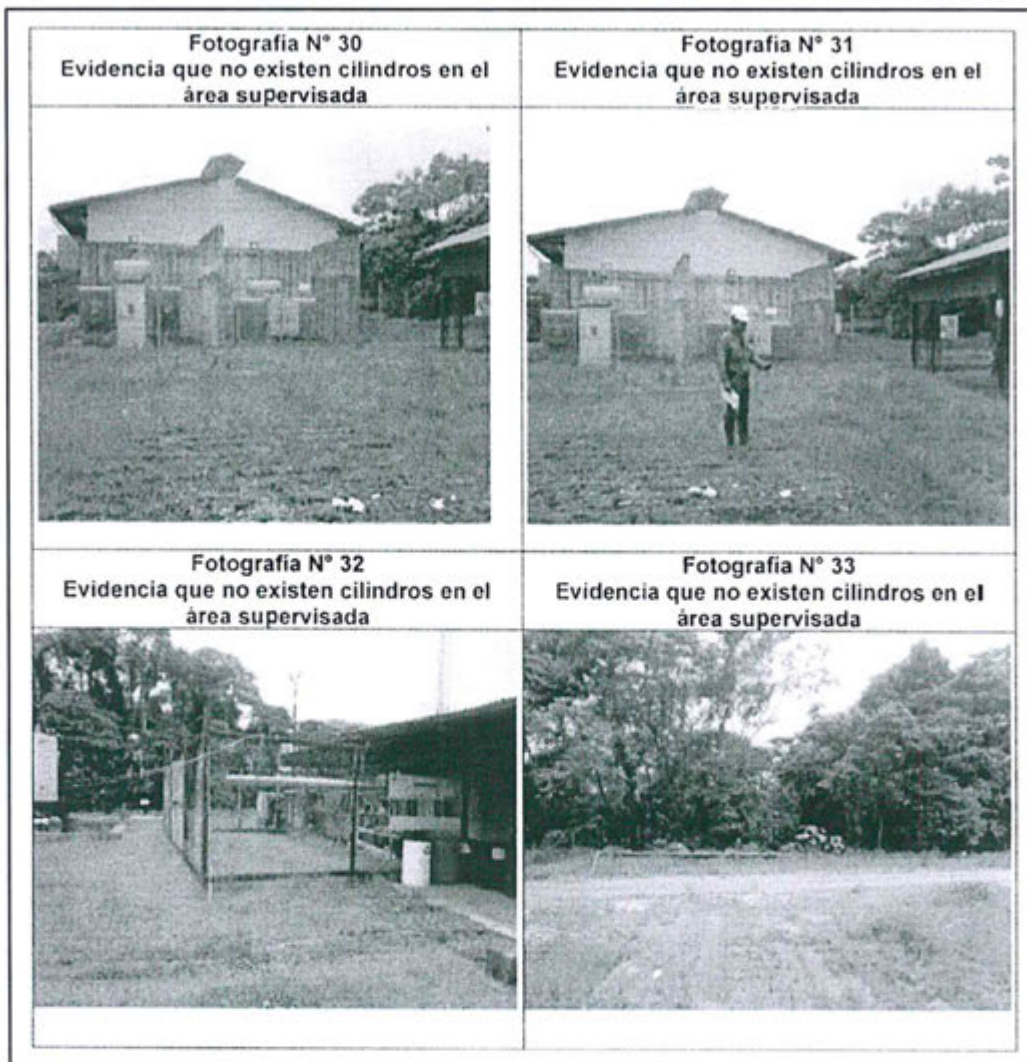 Fotografía N° 30
Evidencia que no existen cilindros en el
área supervisada
Fotografía N° 31
Evidencia que no existen cilindros en el
área supervisada
Fotografía N° 32
Evidencia que no existen cilindros en el
área supervisada
Fotografía N° 33
Evidencia que no existen cilindros en el
área supervisada